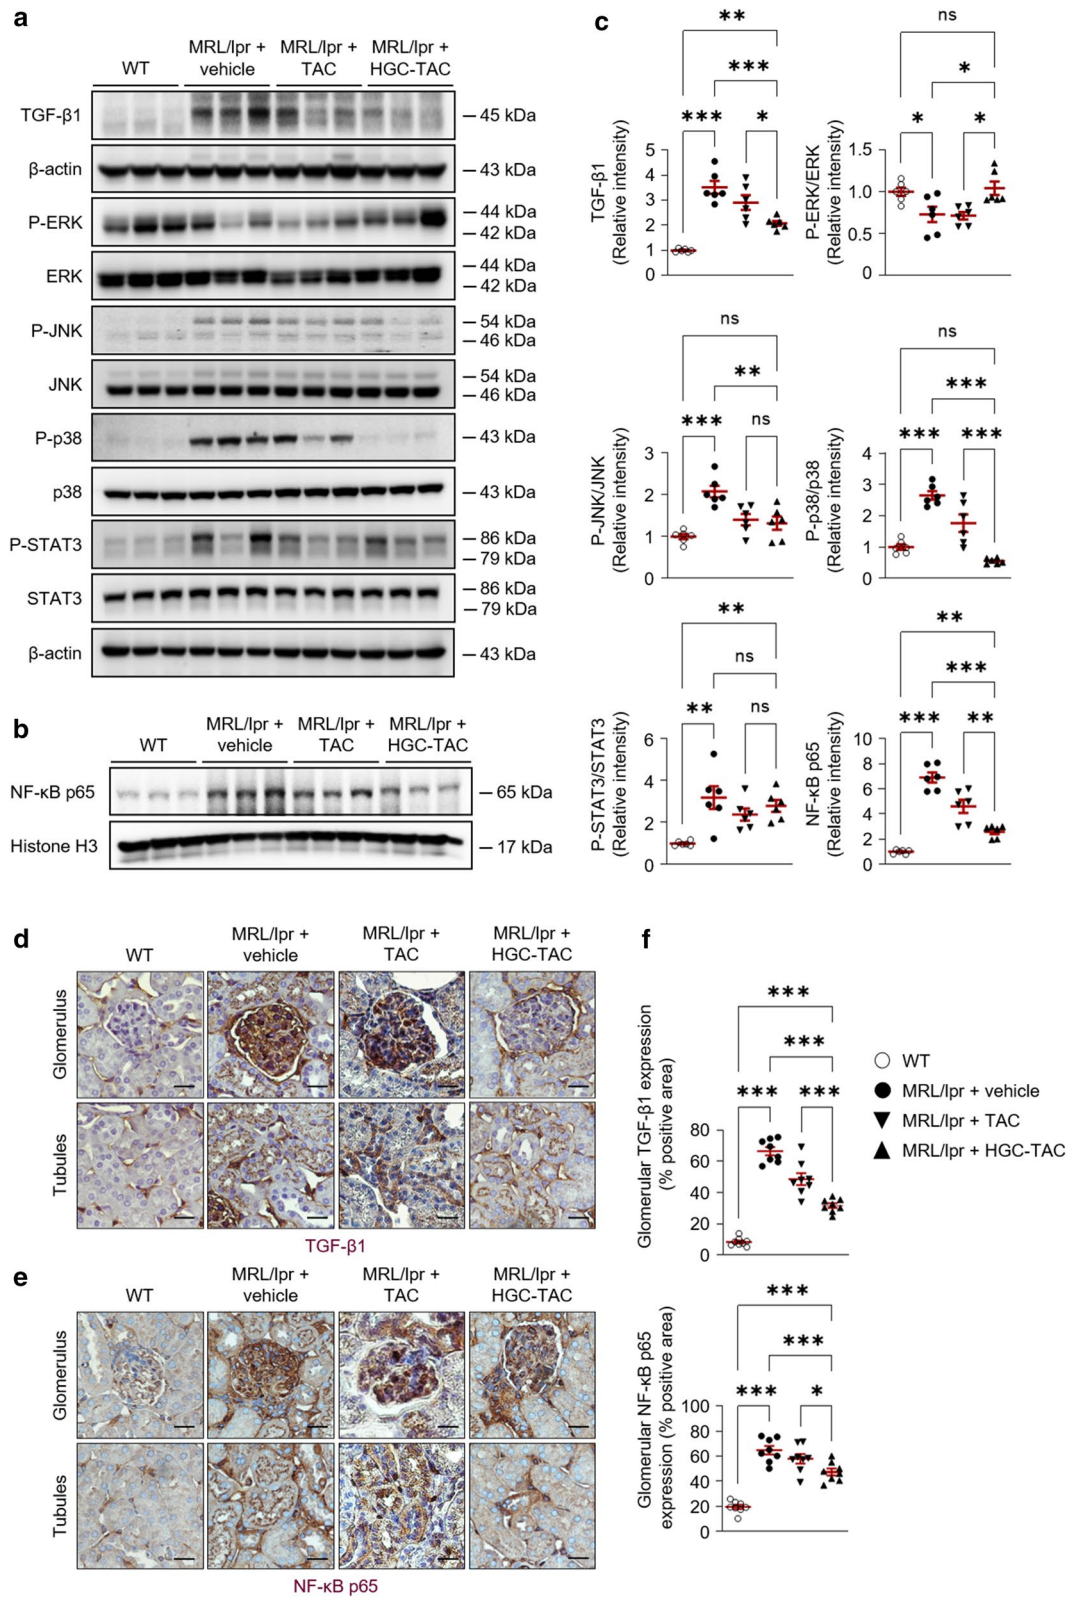 a
WT
MRL/lpr +
vehicle
MRL/lpr +
TAC
MRL/lpr +
HGC-TAC
TGF-β1
45 kDa
β-actin
43 kDa
P-ERK
44 kDa
42 kDa
ERK
44 kDa
42 kDa
P-JNK
54 kDa
46 kDa
JNK
54 kDa
46 kDa
P-p38
43 kDa
p38
43 kDa
P-STAT3
86 kDa
79 kDa
STAT3
86 kDa
79 kDa
β-actin
43 kDa
b
WT
MRL/lpr +
vehicle
MRL/lpr +
TAC
MRL/lpr +
HGC-TAC
NF-κB p65
65 kDa
Histone H3
17 kDa
c
TGF-β1
(Relative intensity)
5
4
3
2
1
0
**
***
***
*
P-ERK/ERK
(Relative intensity)
1.5
1.0
0.5
0
ns
*
*
*
P-JNK/JNK
(Relative intensity)
3
2
1
0
ns
**
***
ns
P-p38/p38
(Relative intensity)
4
3
2
1
0
ns
***
***
***
P-STAT3/STAT3
(Relative intensity)
6
4
2
0
**
ns
**
ns
NF-κB p65
(Relative intensity)
10
8
6
4
2
0
**
***
***
**
d
WT
MRL/lpr +
vehicle
MRL/lpr +
TAC
MRL/lpr +
HGC-TAC
Glomerulus
Tubules
TGF-β1
e
WT
MRL/lpr +
vehicle
MRL/lpr +
TAC
MRL/lpr +
HGC-TAC
Glomerulus
Tubules
NF-κB p65
f
Glomerular TGF-β1 expression
(% positive area)
80
60
40
20
0
***
***
***
***
WT
MRL/lpr + vehicle
MRL/lpr + TAC
MRL/lpr + HGC-TAC
Glomerular NF-κB p65
expression (% positive area)
100
80
60
40
20
0
***
***
***
*